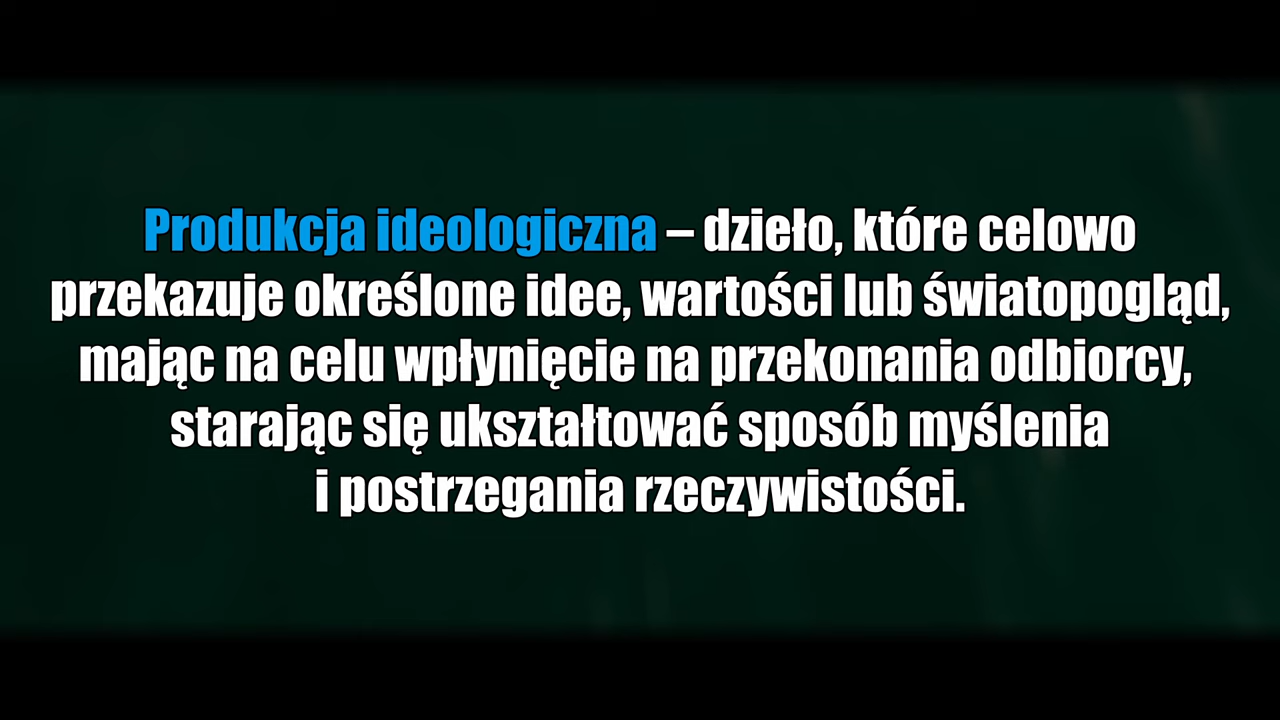 Produkcja ideologiczna – dzieło, które celowo
przekazuje określone idee, wartości lub światopogląd,
mając na celu wpłynięcie na przekonania odbiorcy,
starając się ukształtować sposób myślenia
i postrzegania rzeczywistości.